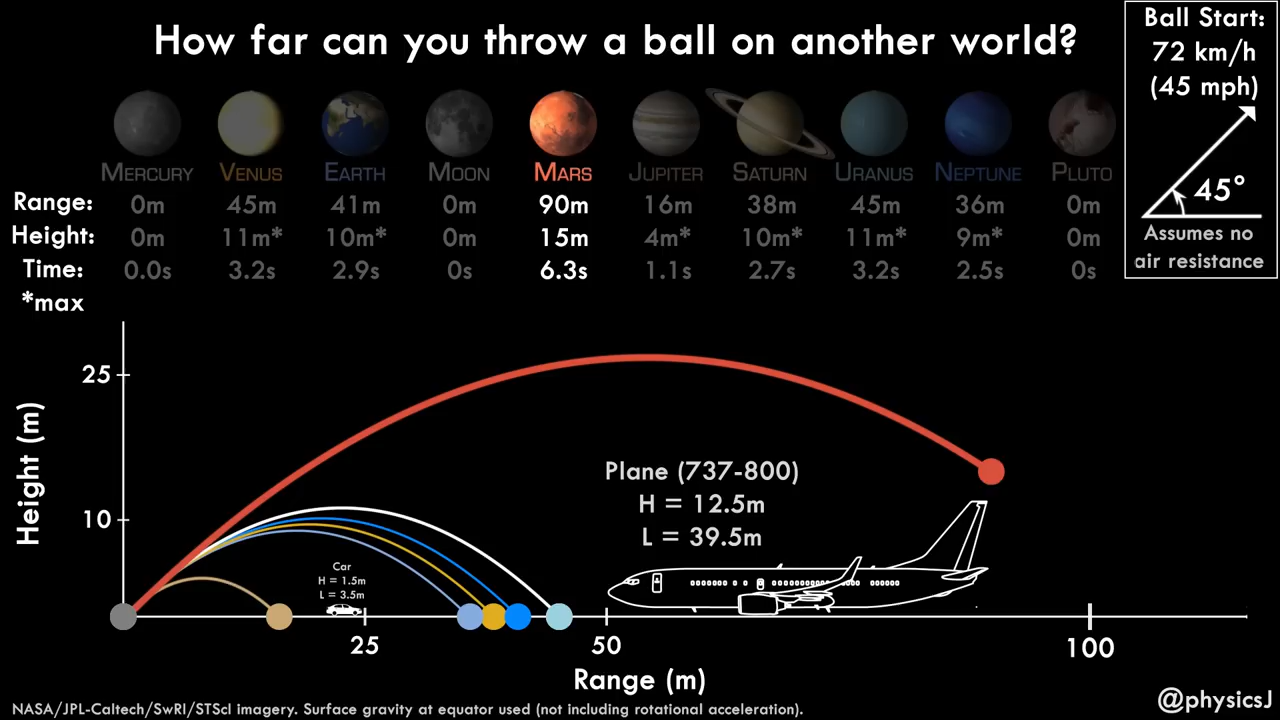 How far can you throw a ball on another world?
Ball Start:
72 km/h
(45 mph)
45°
Assumes no
air resistance
MERCURY VENUS EARTH MOON MARS JUPITER SATURN URANUS NEPTUNE PLUTO
Range: 0m 45m 41m 0m 90m 16m 38m 45m 36m 0m
Height: 0m 11m* 10m* 0m 15m 4m* 10m* 11m* 9m* 0m
Time: 0.0s 3.2s 2.9s 0s 6.3s 1.1s 2.7s 3.2s 2.5s 0s
*max
25
10
Height (m)
Plane (737-800)
H = 12.5m
L = 39.5m
Car
H = 1.5m
L = 3.5m
25 50 100
Range (m)
@physicsJ
NASA/JPL-Caltech/SwRI/STScI imagery. Surface gravity at equator used (not including rotational acceleration).